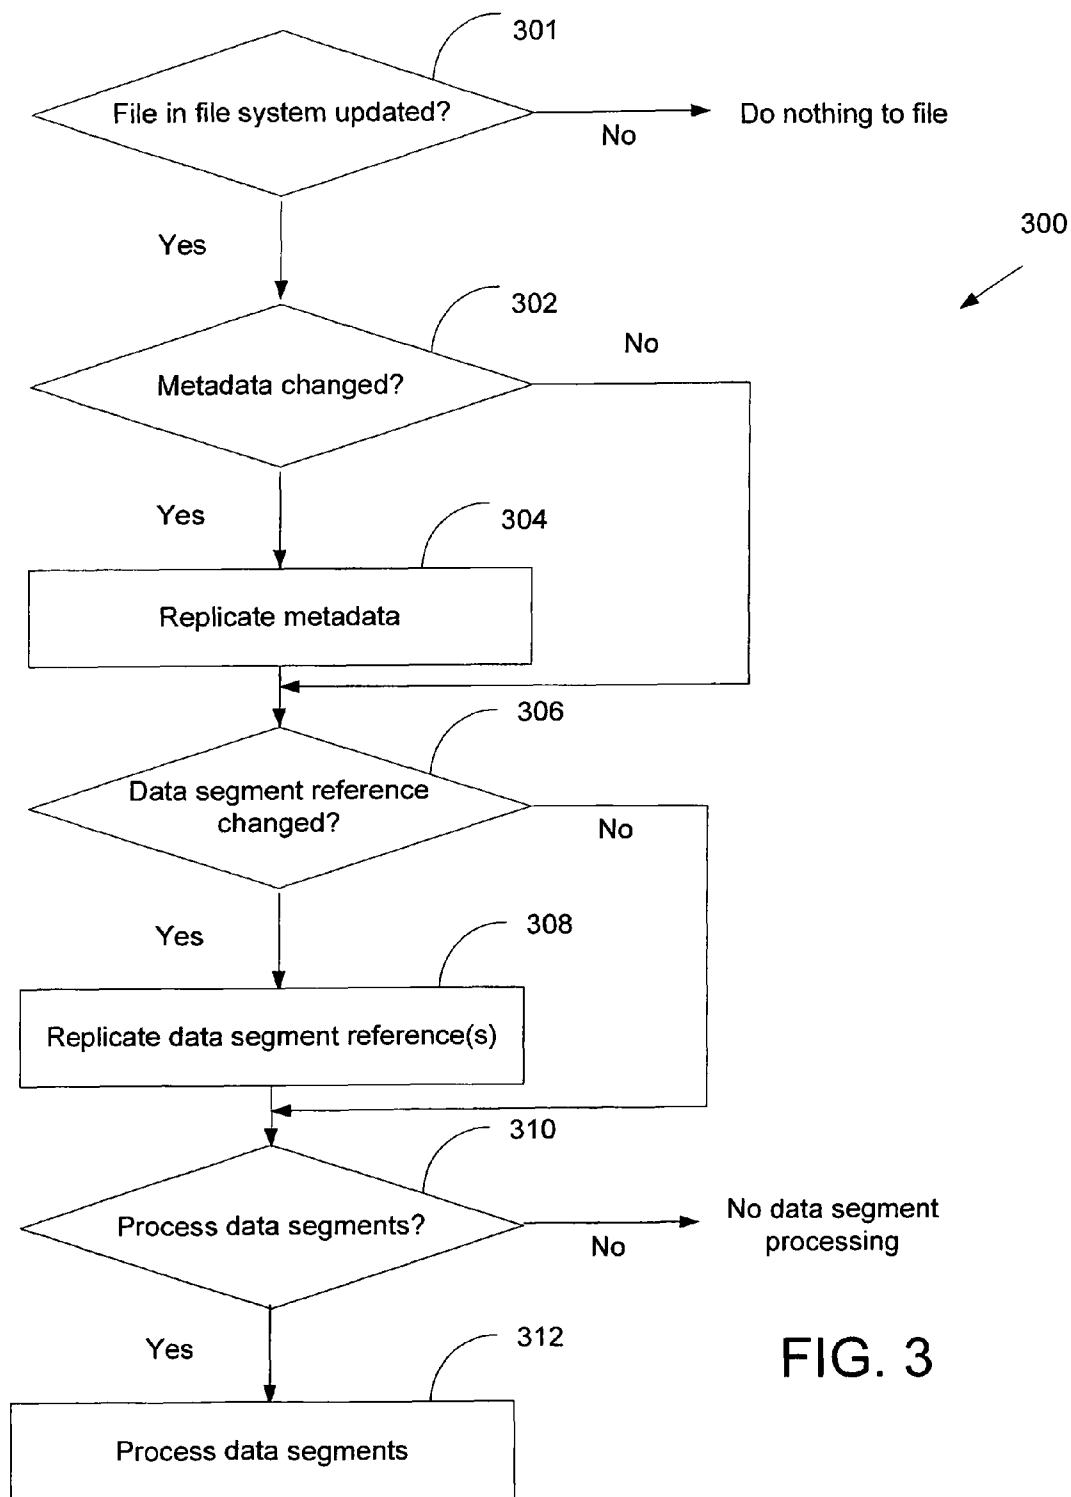 301
File in file system updated?
No
Do nothing to file
Yes
300
302
No
Metadata changed?
Yes
304
Replicate metadata
306
Data segment reference
changed?
No
Yes
308
Replicate data segment reference(s)
310
Process data segments?
No
No data segment
processing
Yes
312
FIG. 3
Process data segments